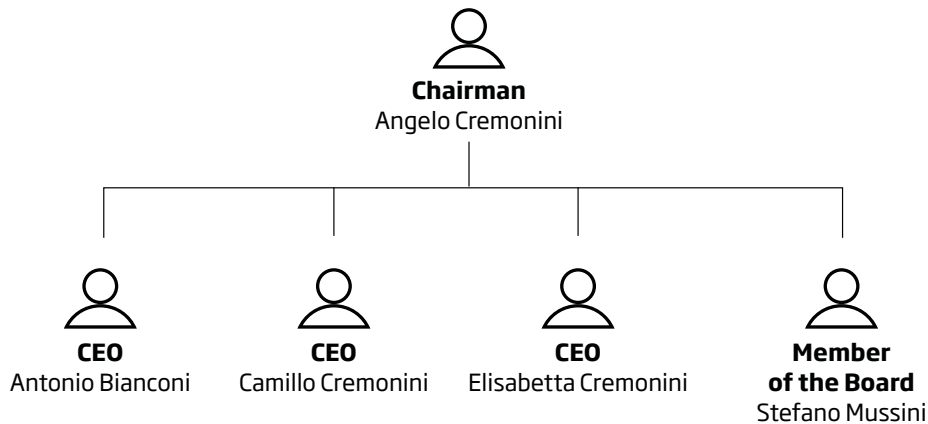 Chairman
Angelo Cremonini
CEO
Antonio Bianconi
CEO
Camillo Cremonini
CEO
Elisabetta Cremonini
Member
of the Board
Stefano Mussini